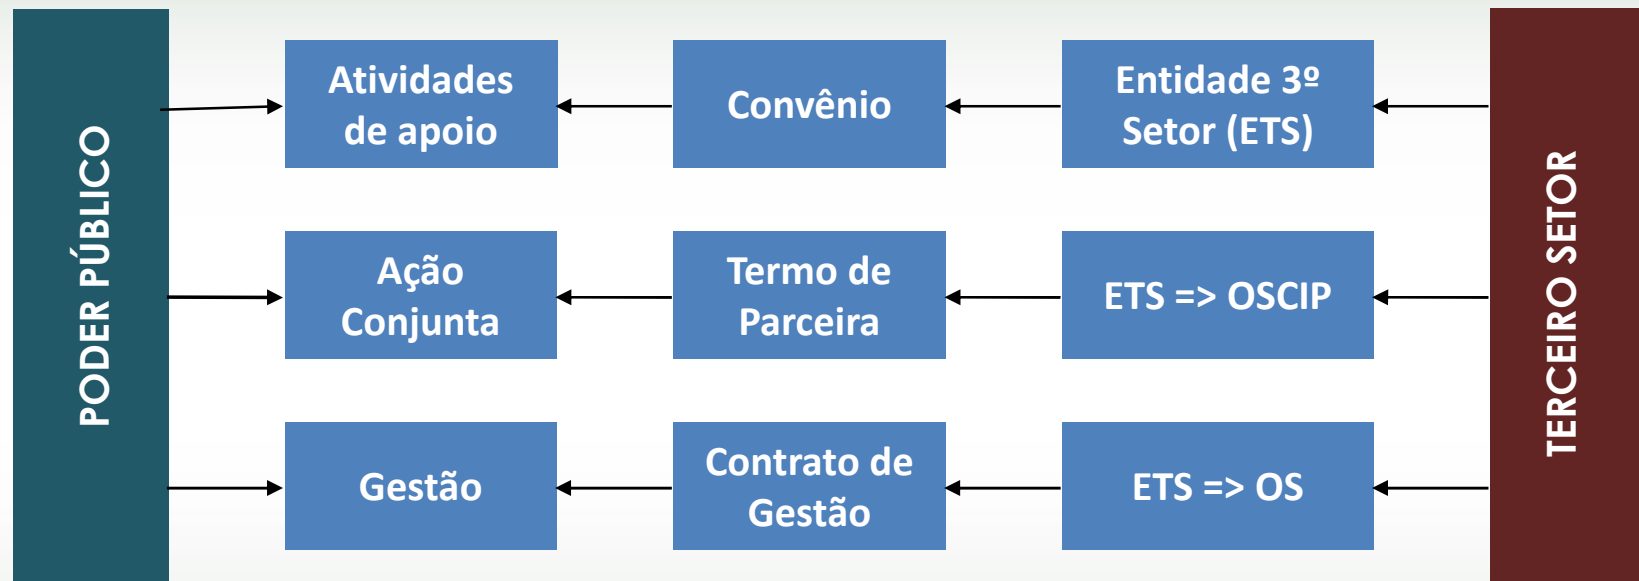 PODER PÚBLICO
Atividades
de apoio
Convênio
Entidade 3º
Setor (ETS)
Ação
Conjunta
Termo de
Parceira
ETS => OSCIP
Gestão
Contrato de
Gestão
ETS => OS
TERCEIRO SETOR